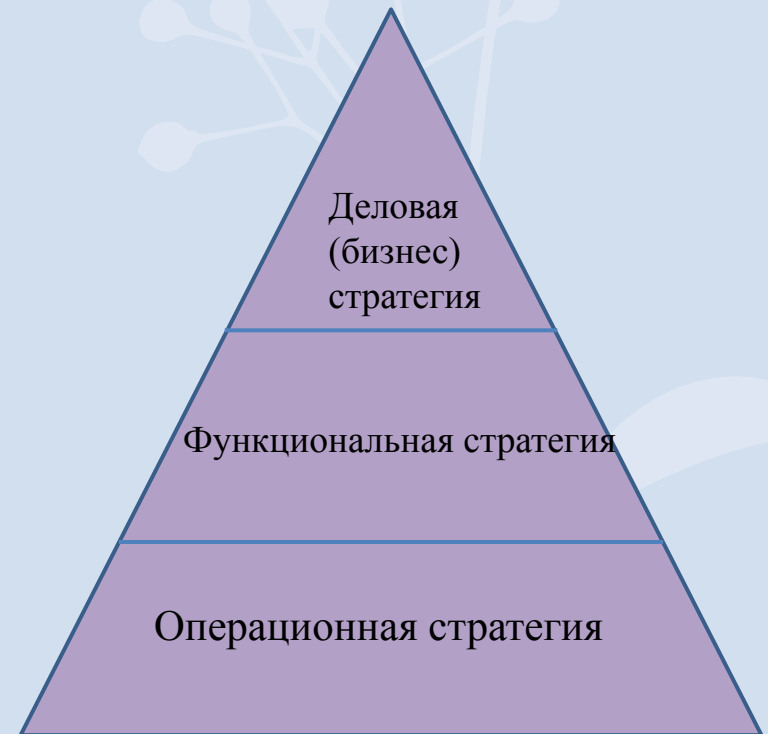 Деловая
(бизнес)
стратегия
Функциональная стратегия
Операционная стратегия